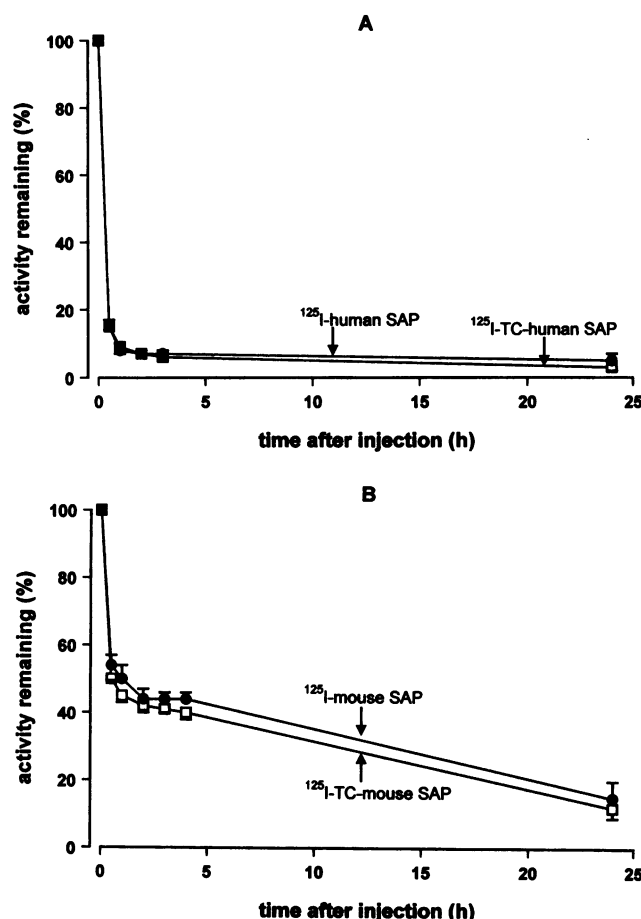 A
100
80
60
40
20
0
activity remaining (%)
¹²⁵I-human SAP
¹²⁵I-TC-human SAP
0 5 10 15 20 25
time after injection (h)
B
100
80
60
40
20
0
activity remaining (%)
¹²⁵I-mouse SAP
¹²⁵I-TC-mouse SAP
0 5 10 15 20 25
time after injection (h)